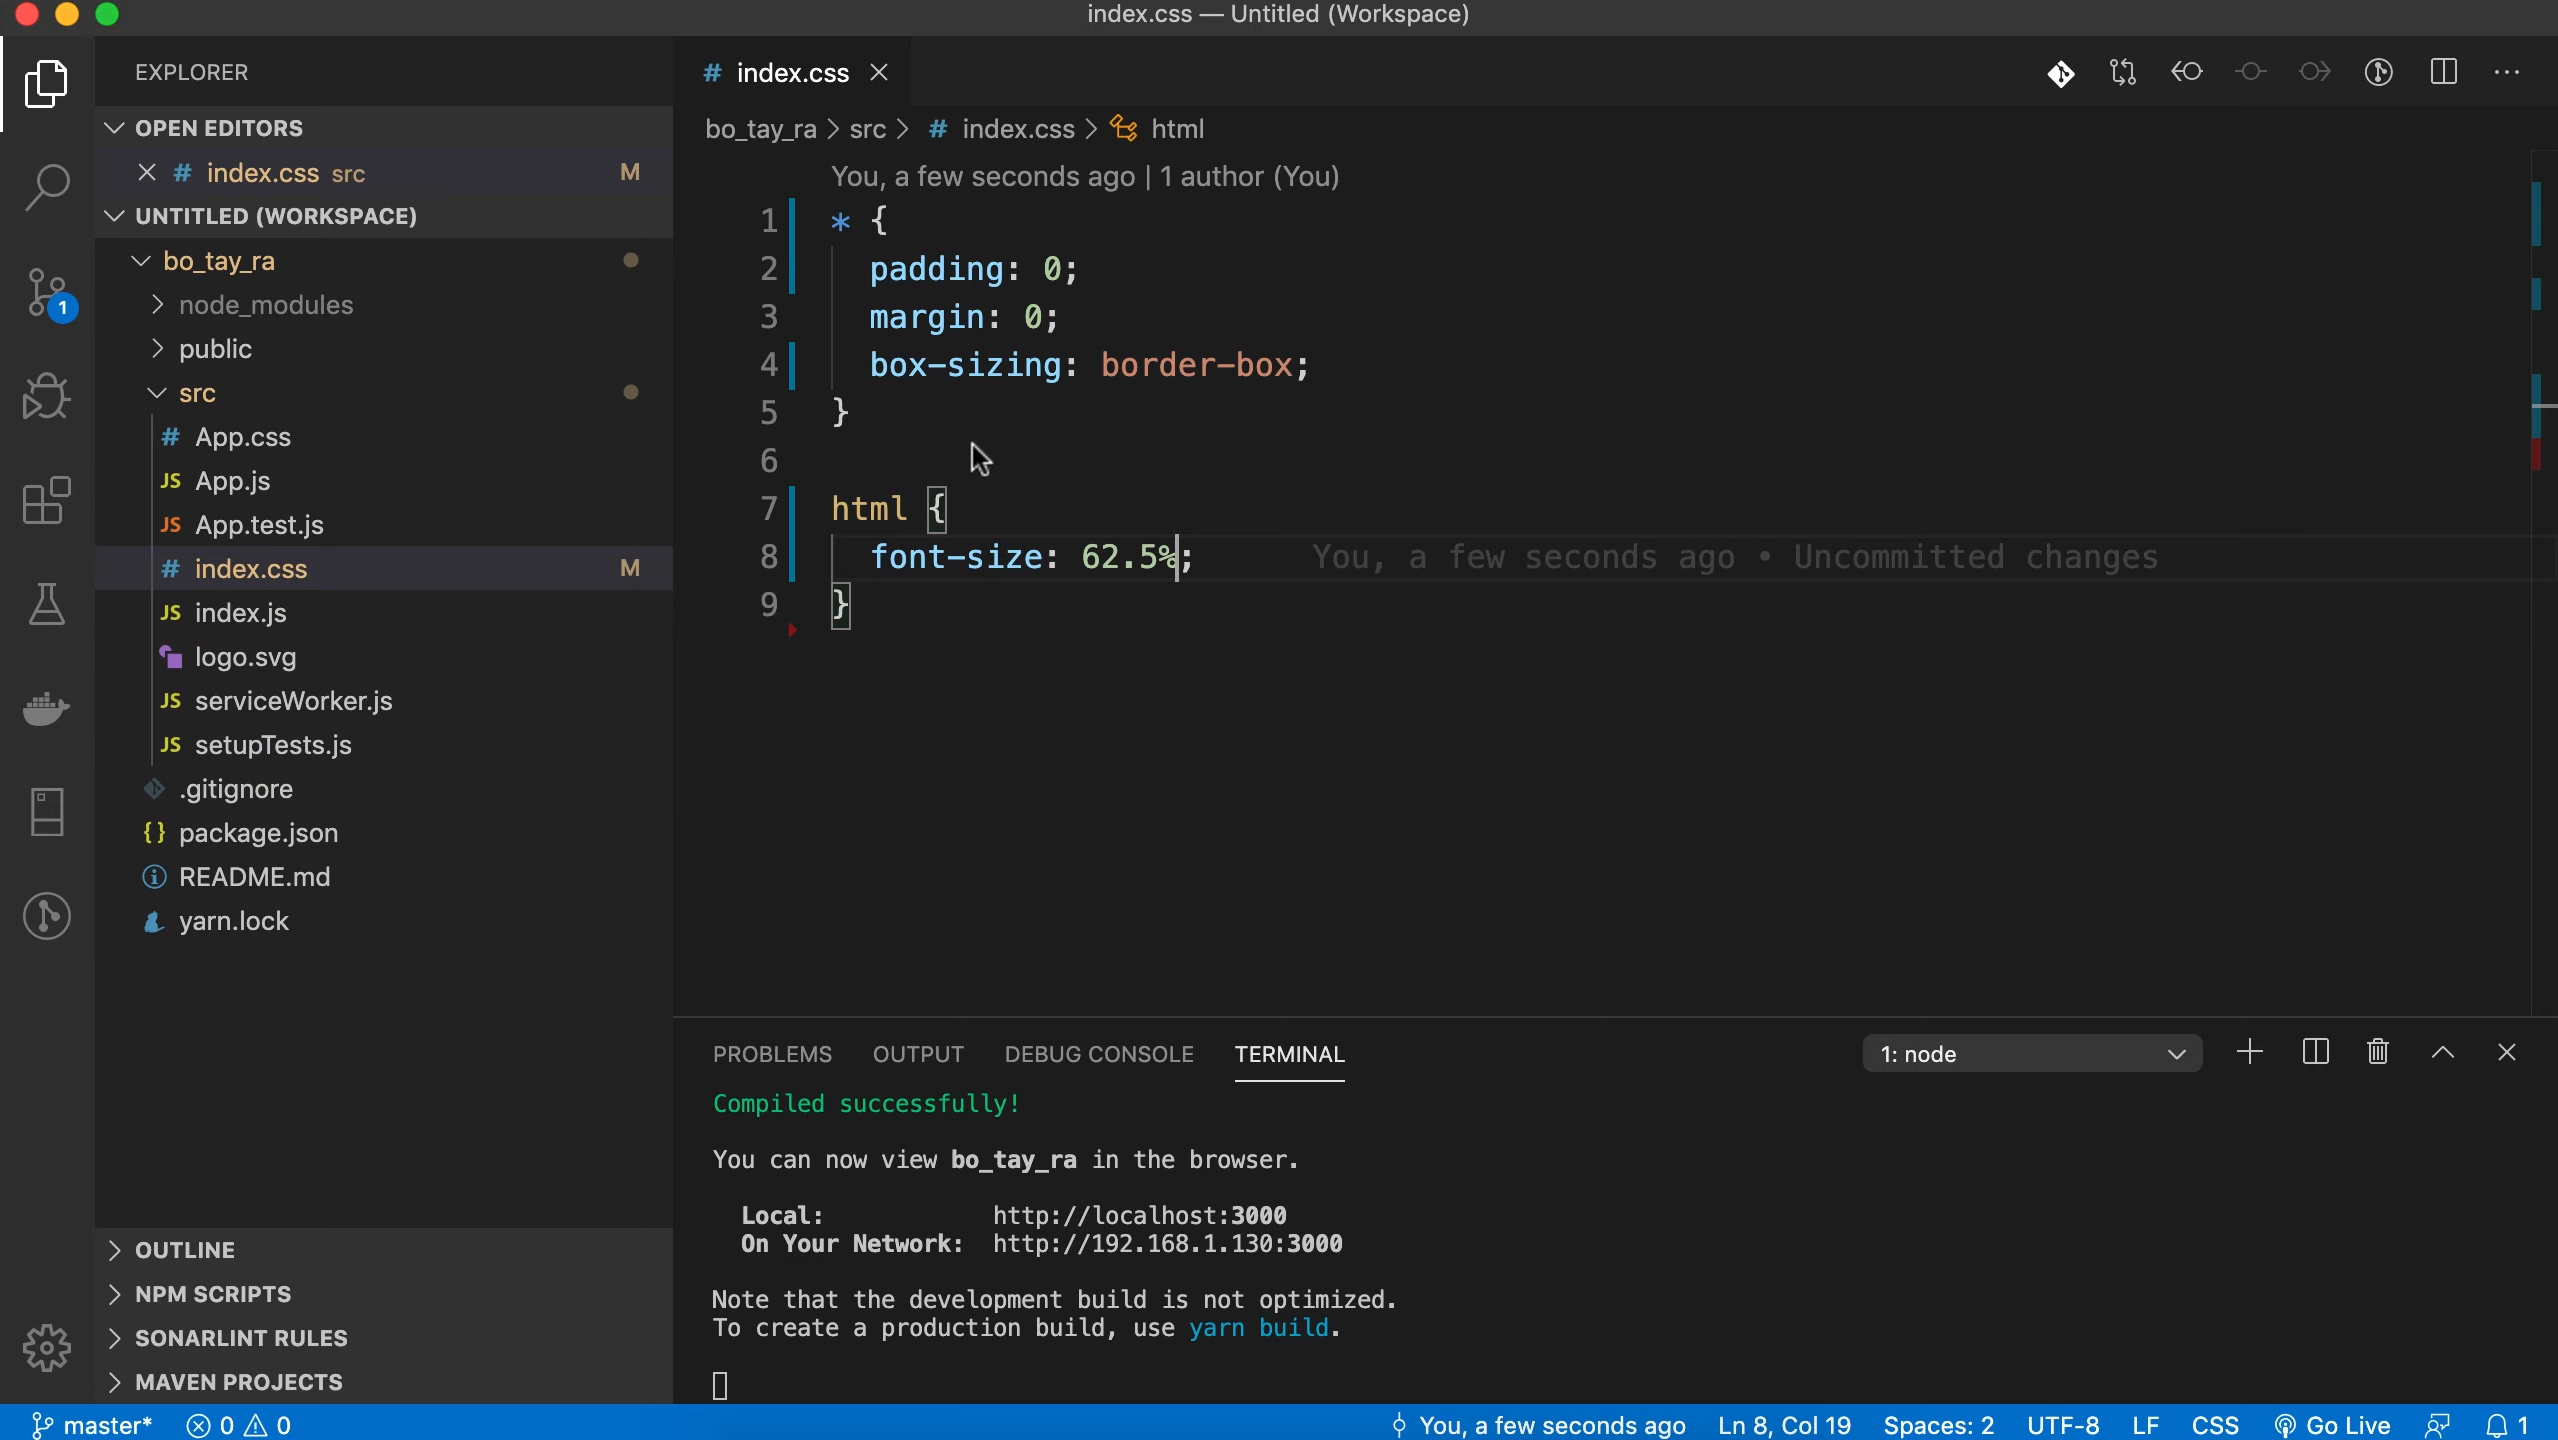 index.css — Untitled (Workspace)
EXPLORER
OPEN EDITORS
index.css src M
UNTITLED (WORKSPACE)
bo_tay_ra
node_modules
public
src
# App.css
JS App.js
JS App.test.js
# index.css M
JS index.js
logo.svg
JS serviceWorker.js
JS setupTests.js
.gitignore
{} package.json
README.md
yarn.lock
OUTLINE
NPM SCRIPTS
SONARLINT RULES
MAVEN PROJECTS
1
# index.css
bo_tay_ra > src > # index.css > html
You, a few seconds ago | 1 author (You)
1 * {
2 padding: 0;
3 margin: 0;
4 box-sizing: border-box;
5 }
6
7 html {
8 font-size: 62.5%; You, a few seconds ago • Uncommitted changes
9 }
PROBLEMS OUTPUT DEBUG CONSOLE TERMINAL 1: node
Compiled successfully!
You can now view bo_tay_ra in the browser.
Local: http://localhost:3000
On Your Network: http://192.168.1.130:3000
Note that the development build is not optimized.
To create a production build, use yarn build.
master* 0 0 You, a few seconds ago Ln 8, Col 19 Spaces: 2 UTF-8 LF CSS Go Live 1